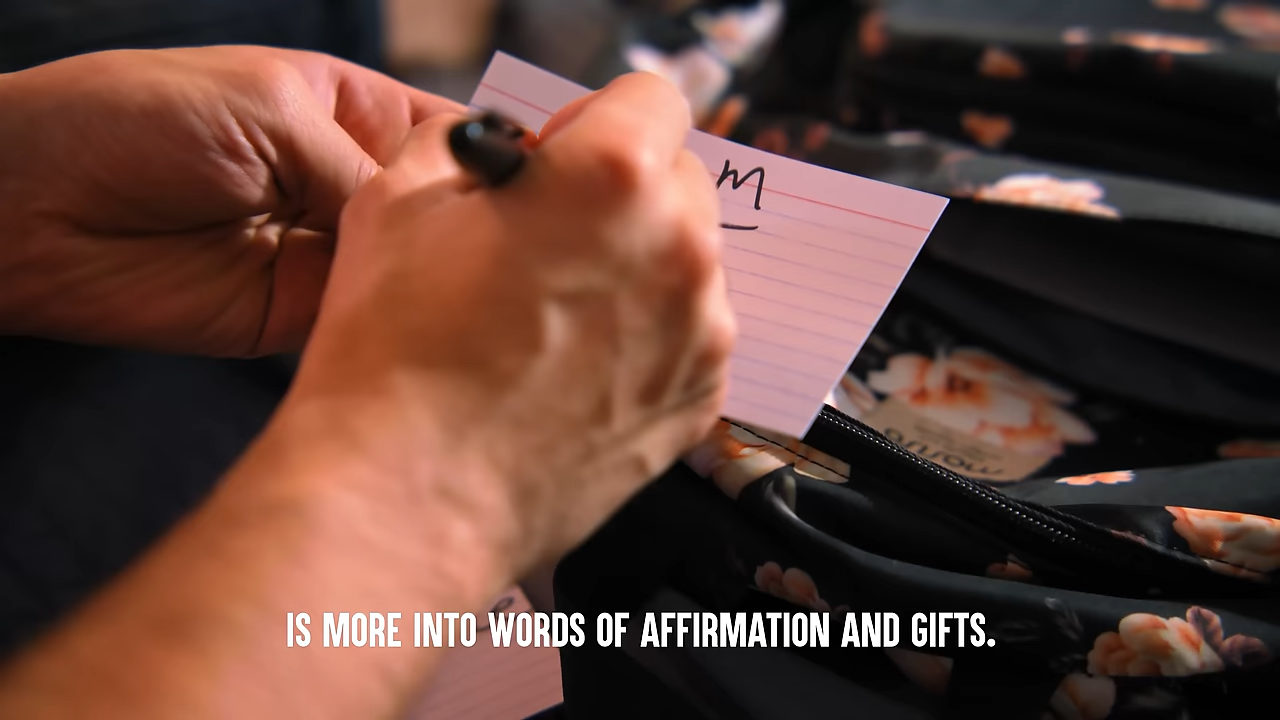 m
IS MORE INTO WORDS OF AFFIRMATION AND GIFTS.